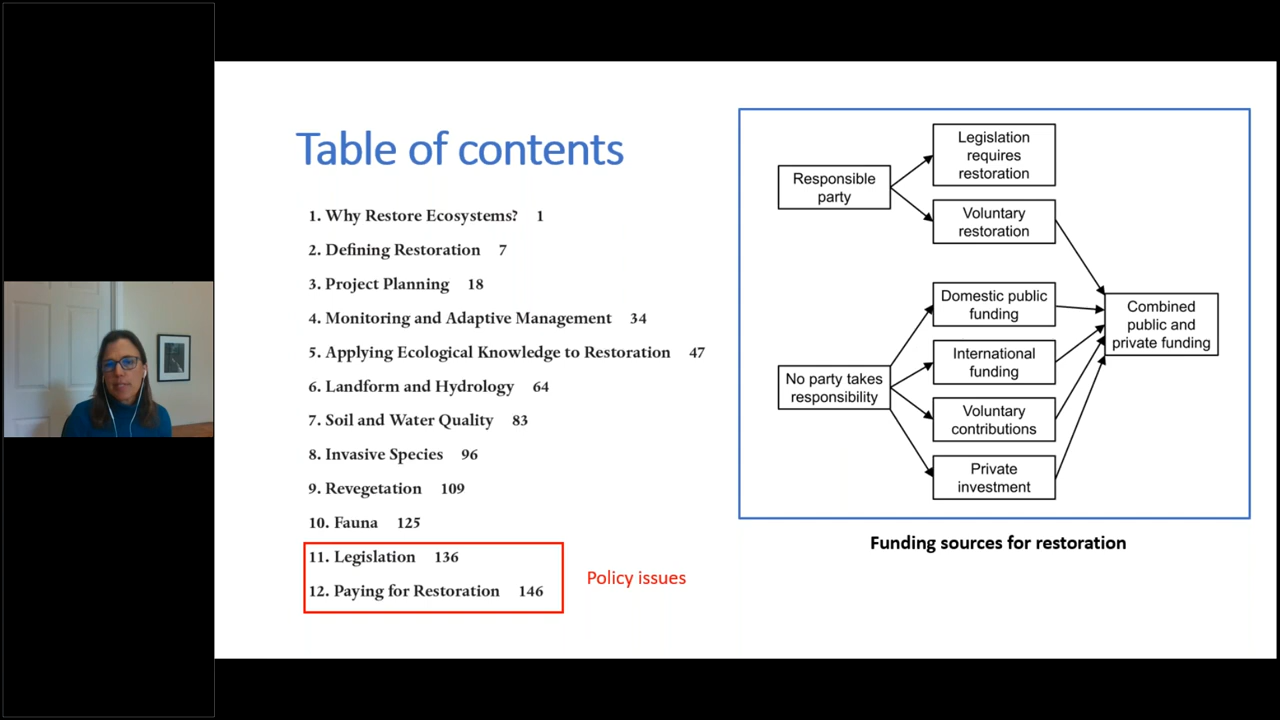 Table of contents
1. Why Restore Ecosystems? 1
2. Defining Restoration 7
3. Project Planning 18
4. Monitoring and Adaptive Management 34
5. Applying Ecological Knowledge to Restoration 47
6. Landform and Hydrology 64
7. Soil and Water Quality 83
8. Invasive Species 96
9. Revegetation 109
10. Fauna 125
11. Legislation 136
12. Paying for Restoration 146
Policy issues
Responsible
party
Legislation
requires
restoration
Voluntary
restoration
No party takes
responsibility
Domestic public
funding
International
funding
Voluntary
contributions
Private
investment
Combined
public and
private funding
Funding sources for restoration